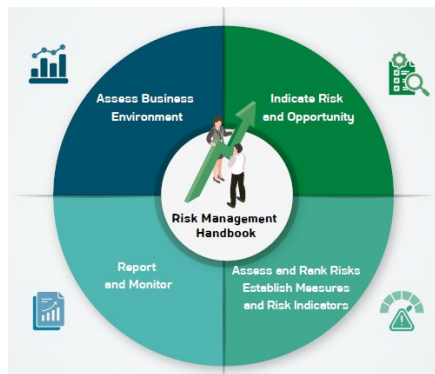 Assess Business
Environment
Indicate Risk
and Opportunity
Risk Management
Handbook
Report
and Monitor
Assess and Rank Risks
Establish Measures
and Risk Indicators